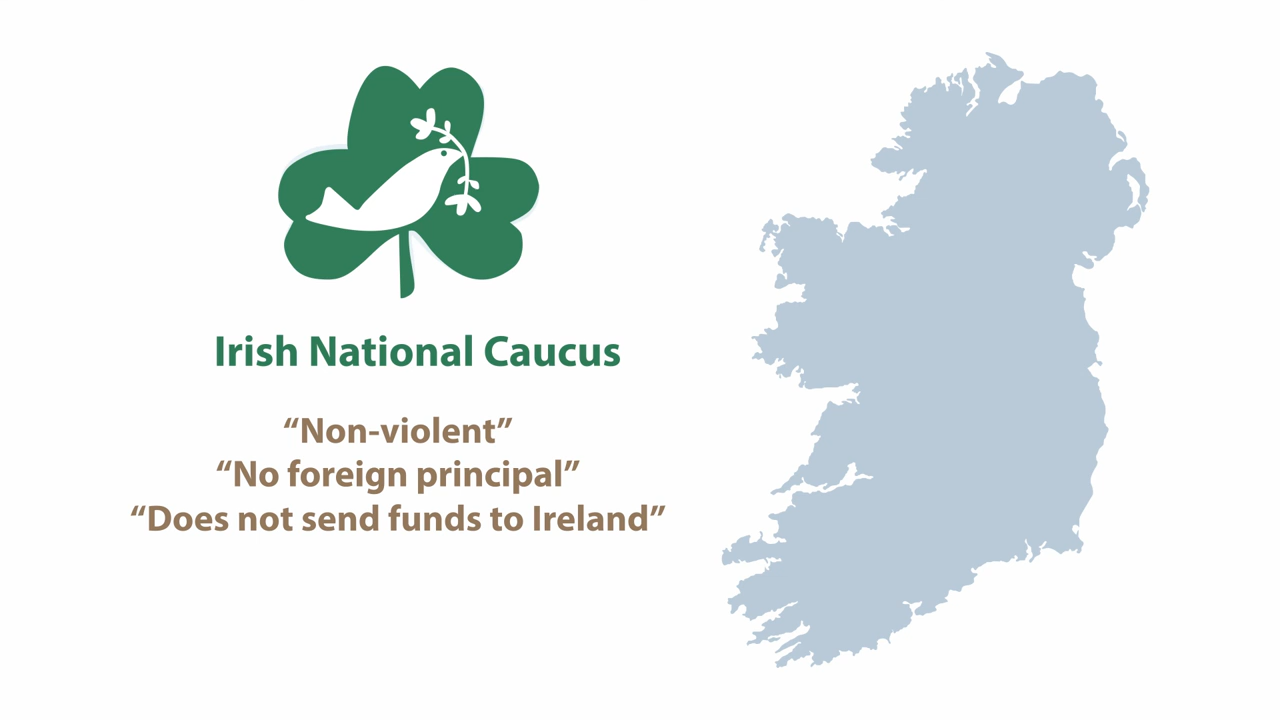 Irish National Caucus
“Non-violent”
“No foreign principal”
“Does not send funds to Ireland”